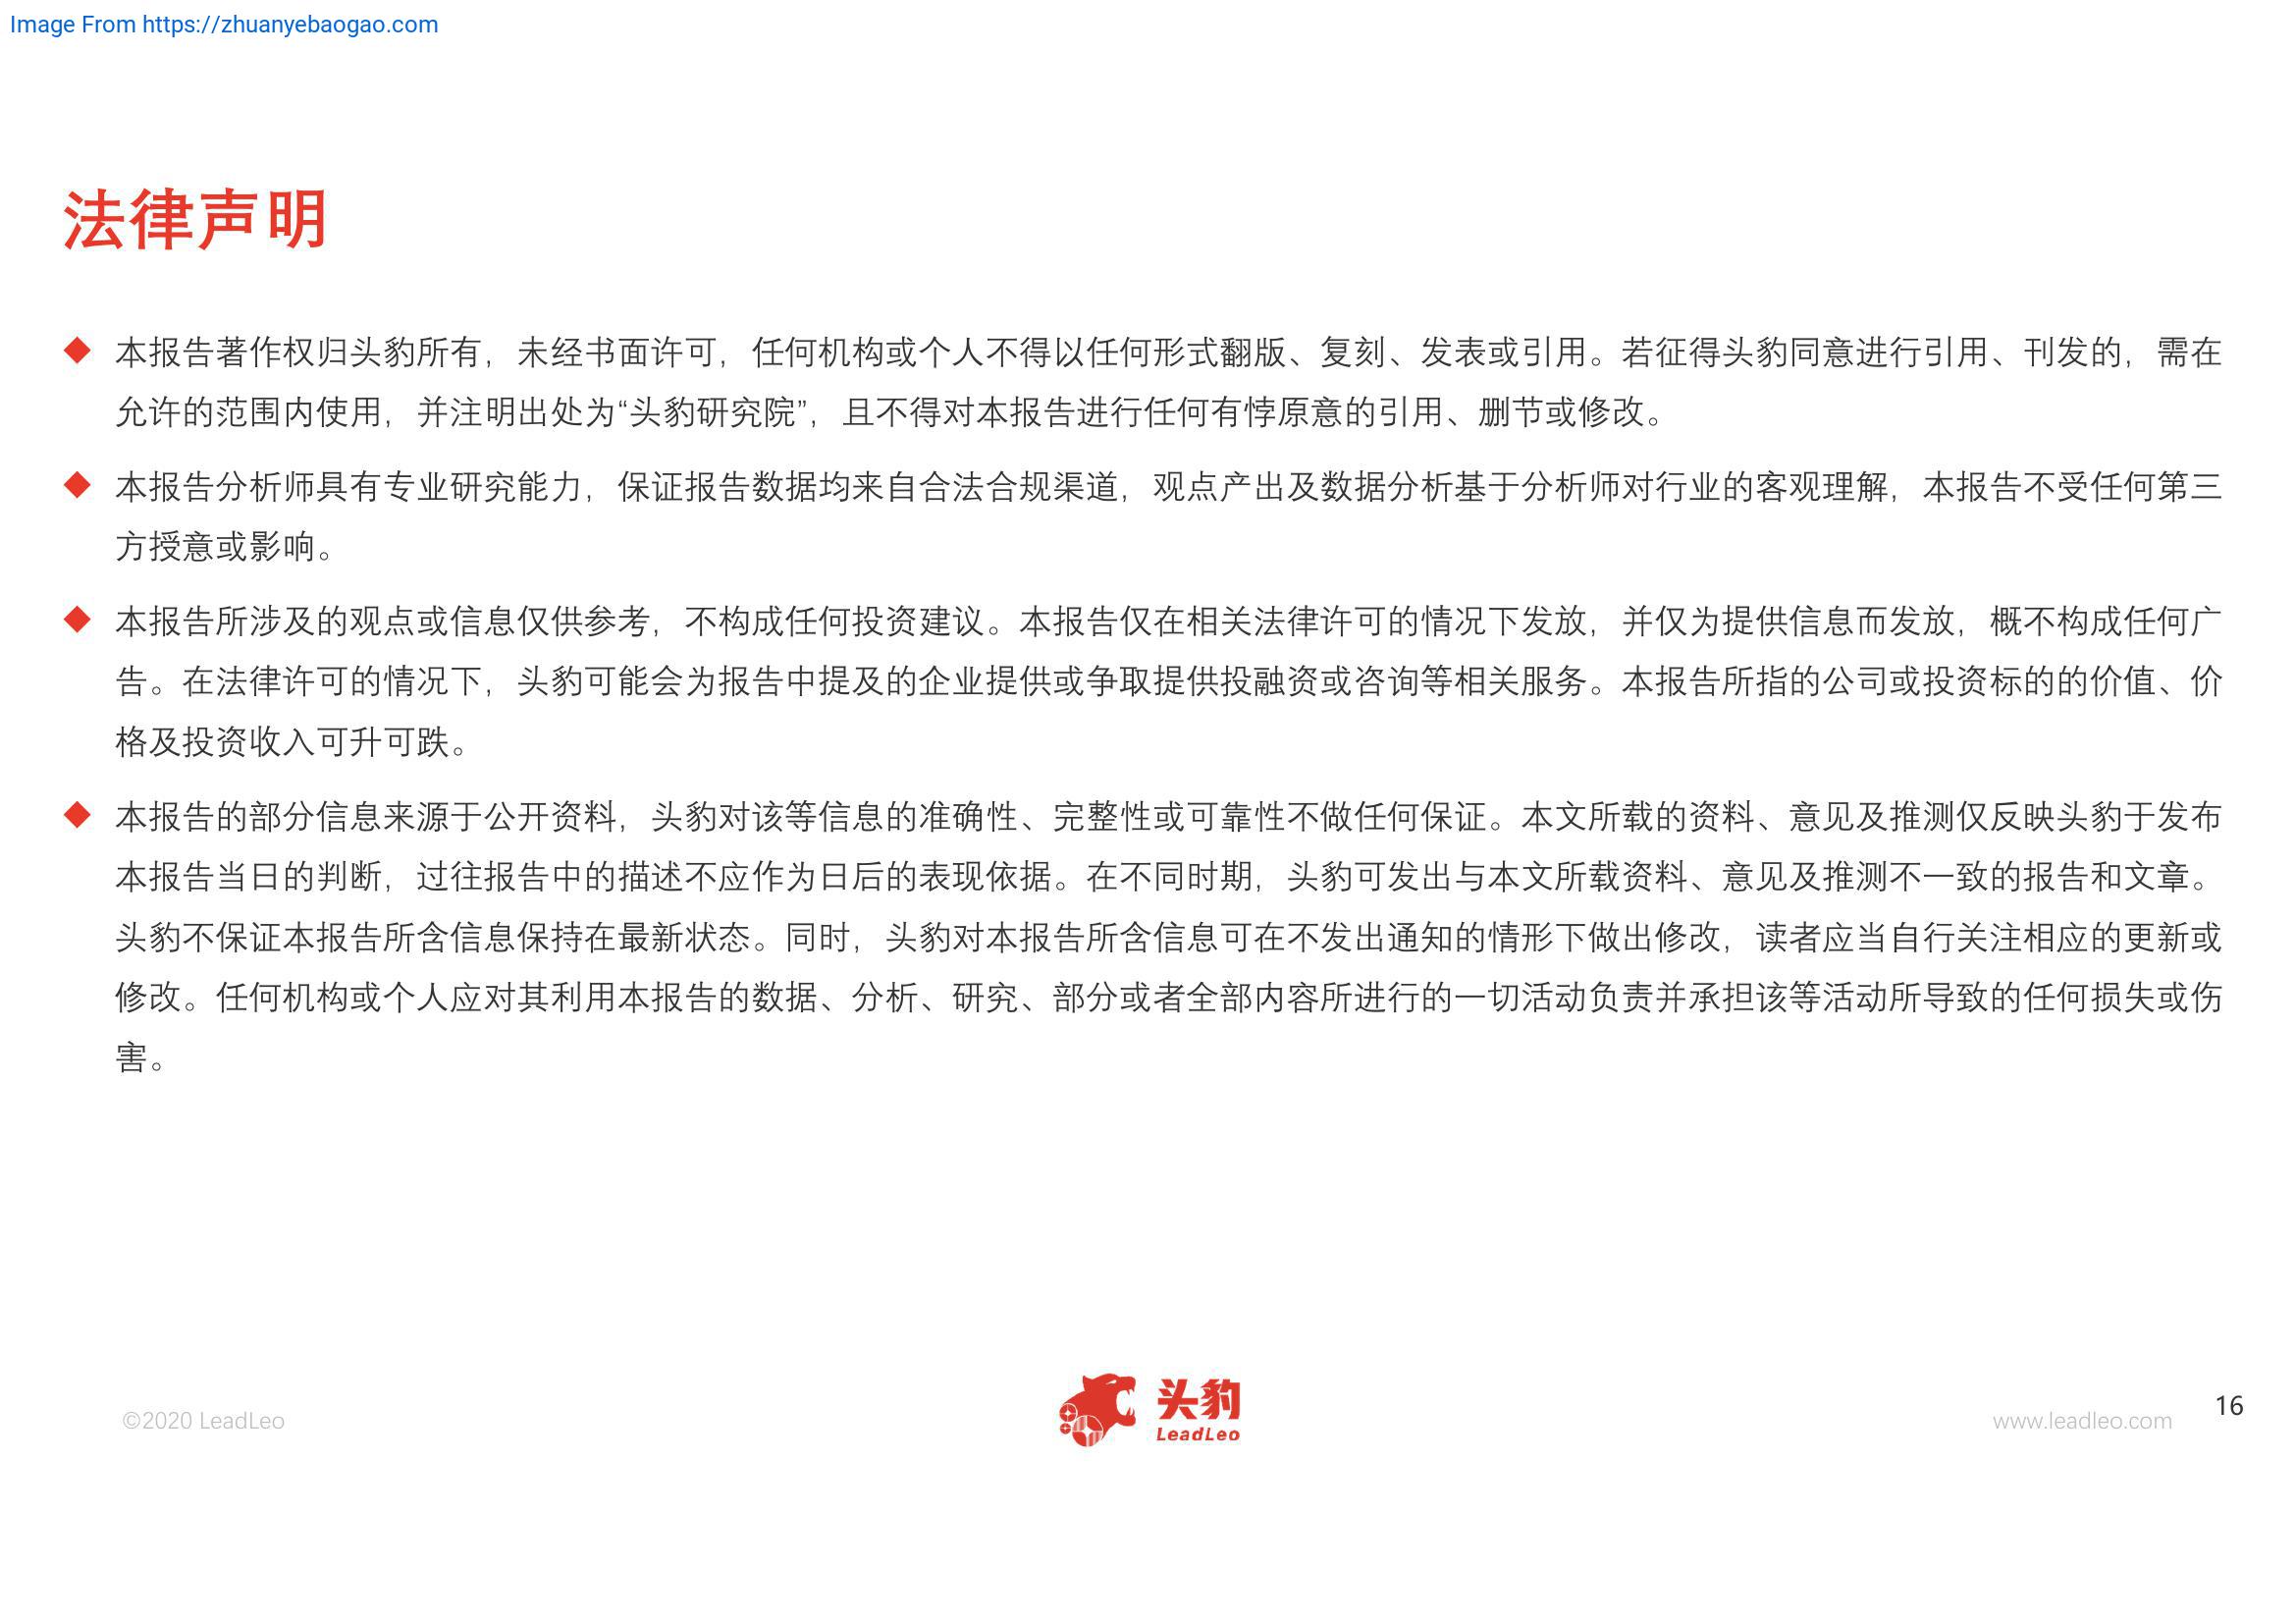 Image From https://zhuanyebaogao.com
法律声明
◆ 本报告著作权归头豹所有，未经书面许可，任何机构或个人不得以任何形式翻版、复刻、发表或引用。若征得头豹同意进行引用、刊发的，需在
允许的范围内使用，并注明出处为“头豹研究院”，且不得对本报告进行任何有悖原意的引用、删节或修改。
◆ 本报告分析师具有专业研究能力，保证报告数据均来自合法合规渠道，观点产出及数据分析基于分析师对行业的客观理解，本报告不受任何第三
方授意或影响。
◆ 本报告所涉及的观点或信息仅供参考，不构成任何投资建议。本报告仅在相关法律许可的情况下发放，并仅为提供信息而发放，概不构成任何广
告。在法律许可的情况下，头豹可能会为报告中提及的企业提供或争取提供投融资或咨询等相关服务。本报告所指的公司或投资标的的价值、价
格及投资收入可升可跌。
◆ 本报告的部分信息来源于公开资料，头豹对该等信息的准确性、完整性或可靠性不做任何保证。本文所载的资料、意见及推测仅反映头豹于发布
本报告当日的判断，过往报告中的描述不应作为日后的表现依据。在不同时期，头豹可发出与本文所载资料、意见及推测不一致的报告和文章。
头豹不保证本报告所含信息保持在最新状态。同时，头豹对本报告所含信息可在不发出通知的情形下做出修改，读者应当自行关注相应的更新或
修改。任何机构或个人应对其利用本报告的数据、分析、研究、部分或者全部内容所进行的一切活动负责并承担该等活动所导致的任何损失或伤
害。
©2020 LeadLeo
头豹
LeadLeo
www.leadleo.com
16